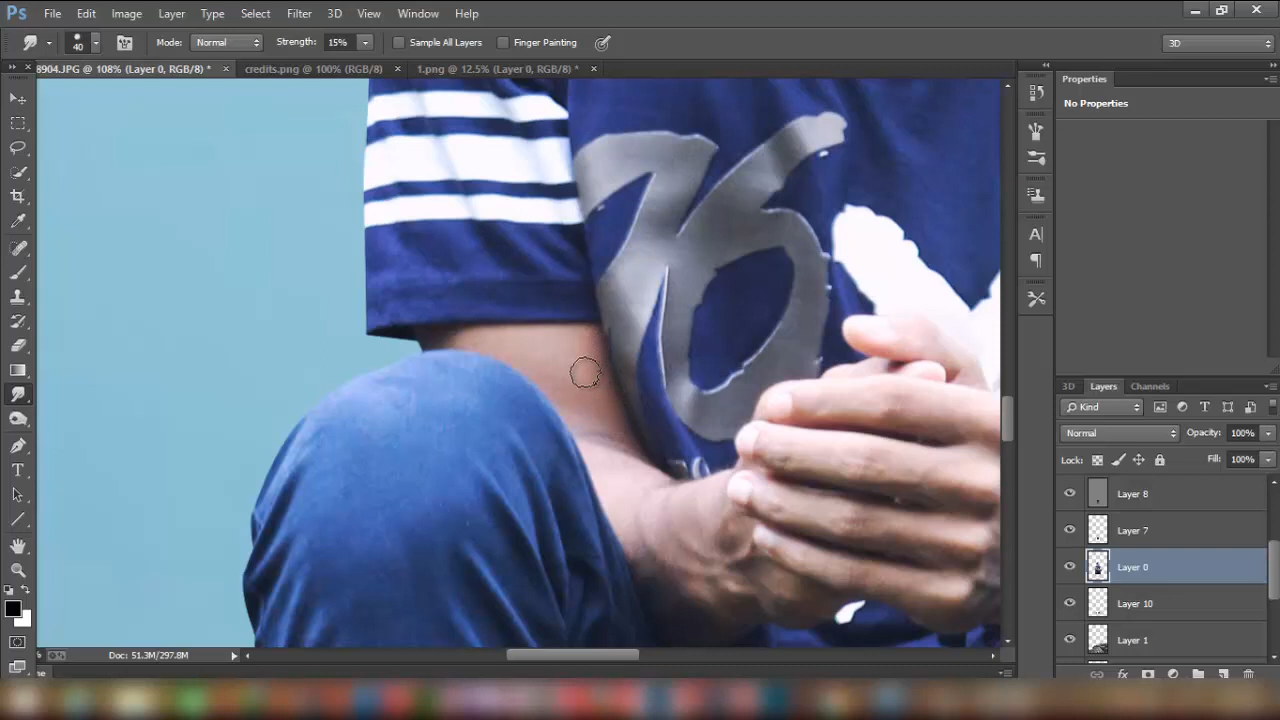 Ps File Edit Image Layer Type Select Filter 3D View Window Help
40 Mode: Normal Strength: 15% Sample All Layers Finger Painting 3D
8904.JPG @ 108% (Layer 0, RGB/8) * credits.png @ 100% (RGB/8) 1.png @ 12.5% (Layer 0, RGB/8) *
Properties
No Properties
76
3D Layers Channels
Kind
Normal Opacity: 100%
Lock: Fill: 100%
Layer 8
Layer 7
Layer 0
Layer 10
Layer 1
% Doc: 51.3M/297.8M
ne